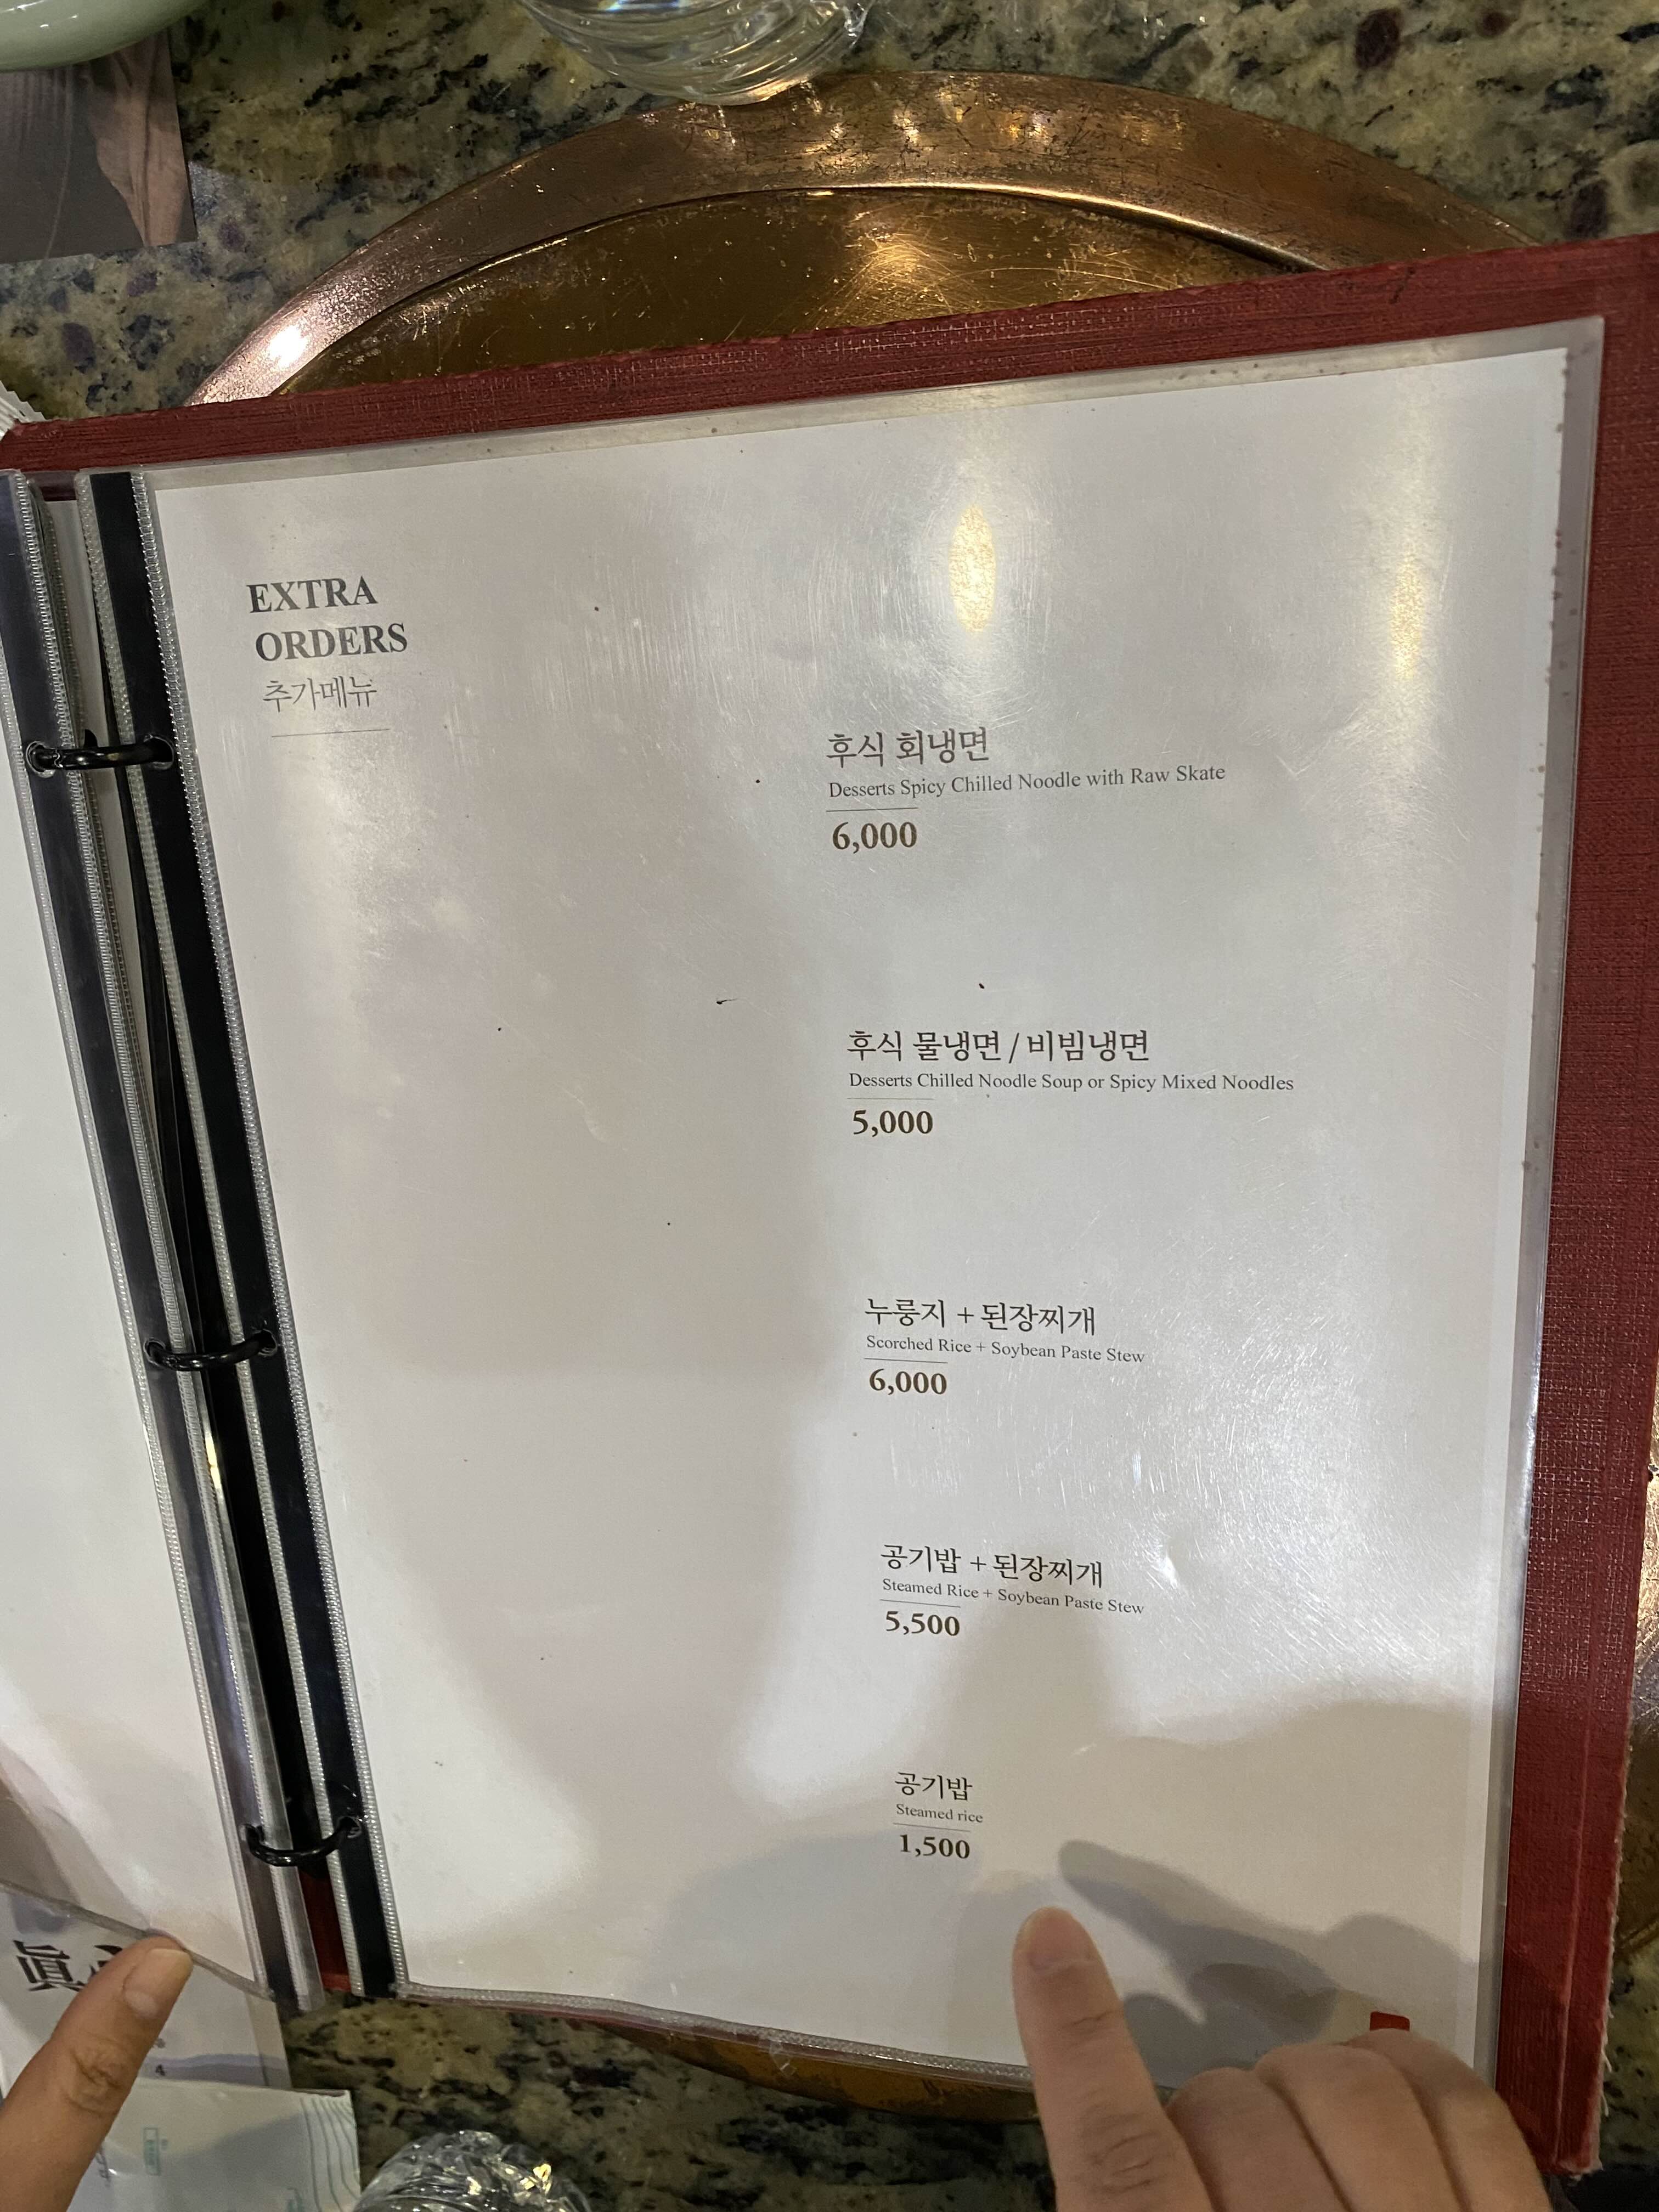 EXTRA
ORDERS
추가메뉴
후식 회냉면
Desserts Spicy Chilled Noodle with Raw Skate
6,000
후식 물냉면 / 비빔냉면
Desserts Chilled Noodle Soup or Spicy Mixed Noodles
5,000
누룽지 + 된장찌개
Scorched Rice + Soybean Paste Stew
6,000
공기밥 + 된장찌개
Steamed Rice + Soybean Paste Stew
5,500
공기밥
Steamed rice
1,500
眞
4